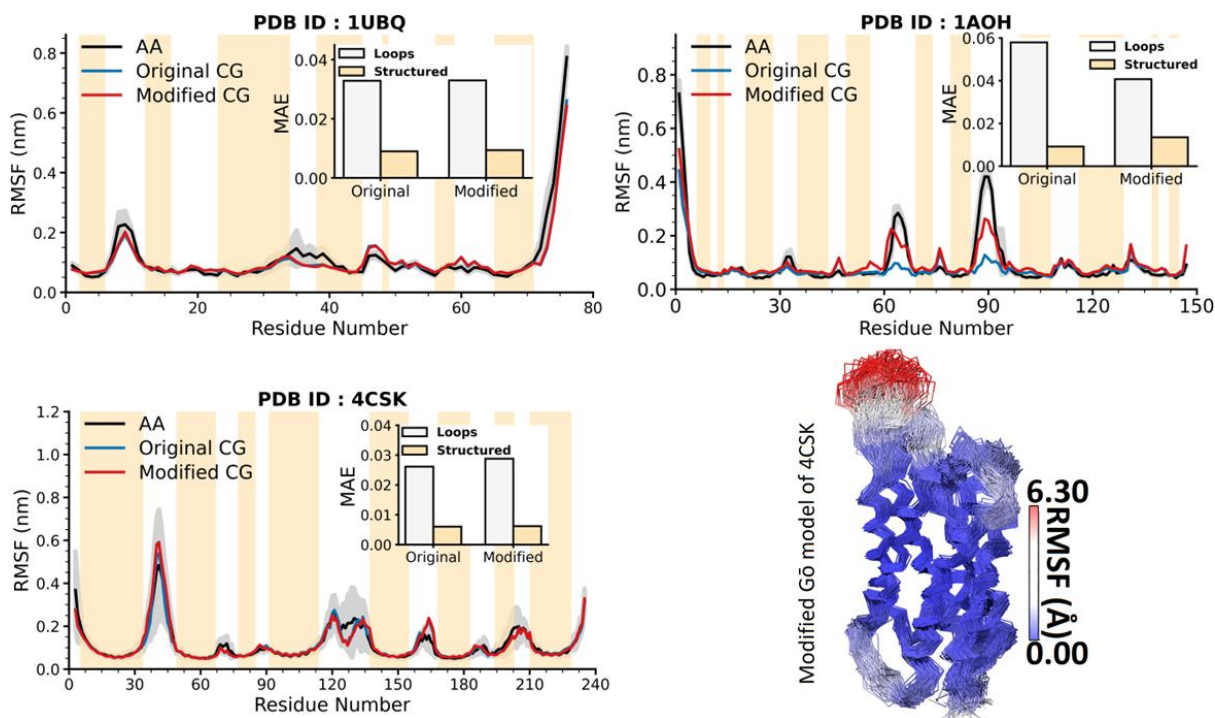 PDB ID : 1UBQ
AA
Original CG
Modified CG
RMSF (nm)
0.8
0.6
0.4
0.2
0.0
0 20 40 60 80
Residue Number
Loops
Structured
MAE
0.04
0.02
0.00
Original Modified
PDB ID : 1AOH
AA
Original CG
Modified CG
RMSF (nm)
0.8
0.6
0.4
0.2
0.0
0 30 60 90 120 150
Residue Number
Loops
Structured
MAE
0.06
0.04
0.02
0.00
Original Modified
PDB ID : 4CSK
AA
Original CG
Modified CG
RMSF (nm)
1.2
1.0
0.8
0.6
0.4
0.2
0.0
0 30 60 90 120 150 180 210 240
Residue Number
Loops
Structured
MAE
0.04
0.03
0.02
0.01
0.00
Original Modified
Modified Gō model of 4CSK
6.30
RMSF (Å)
0.00